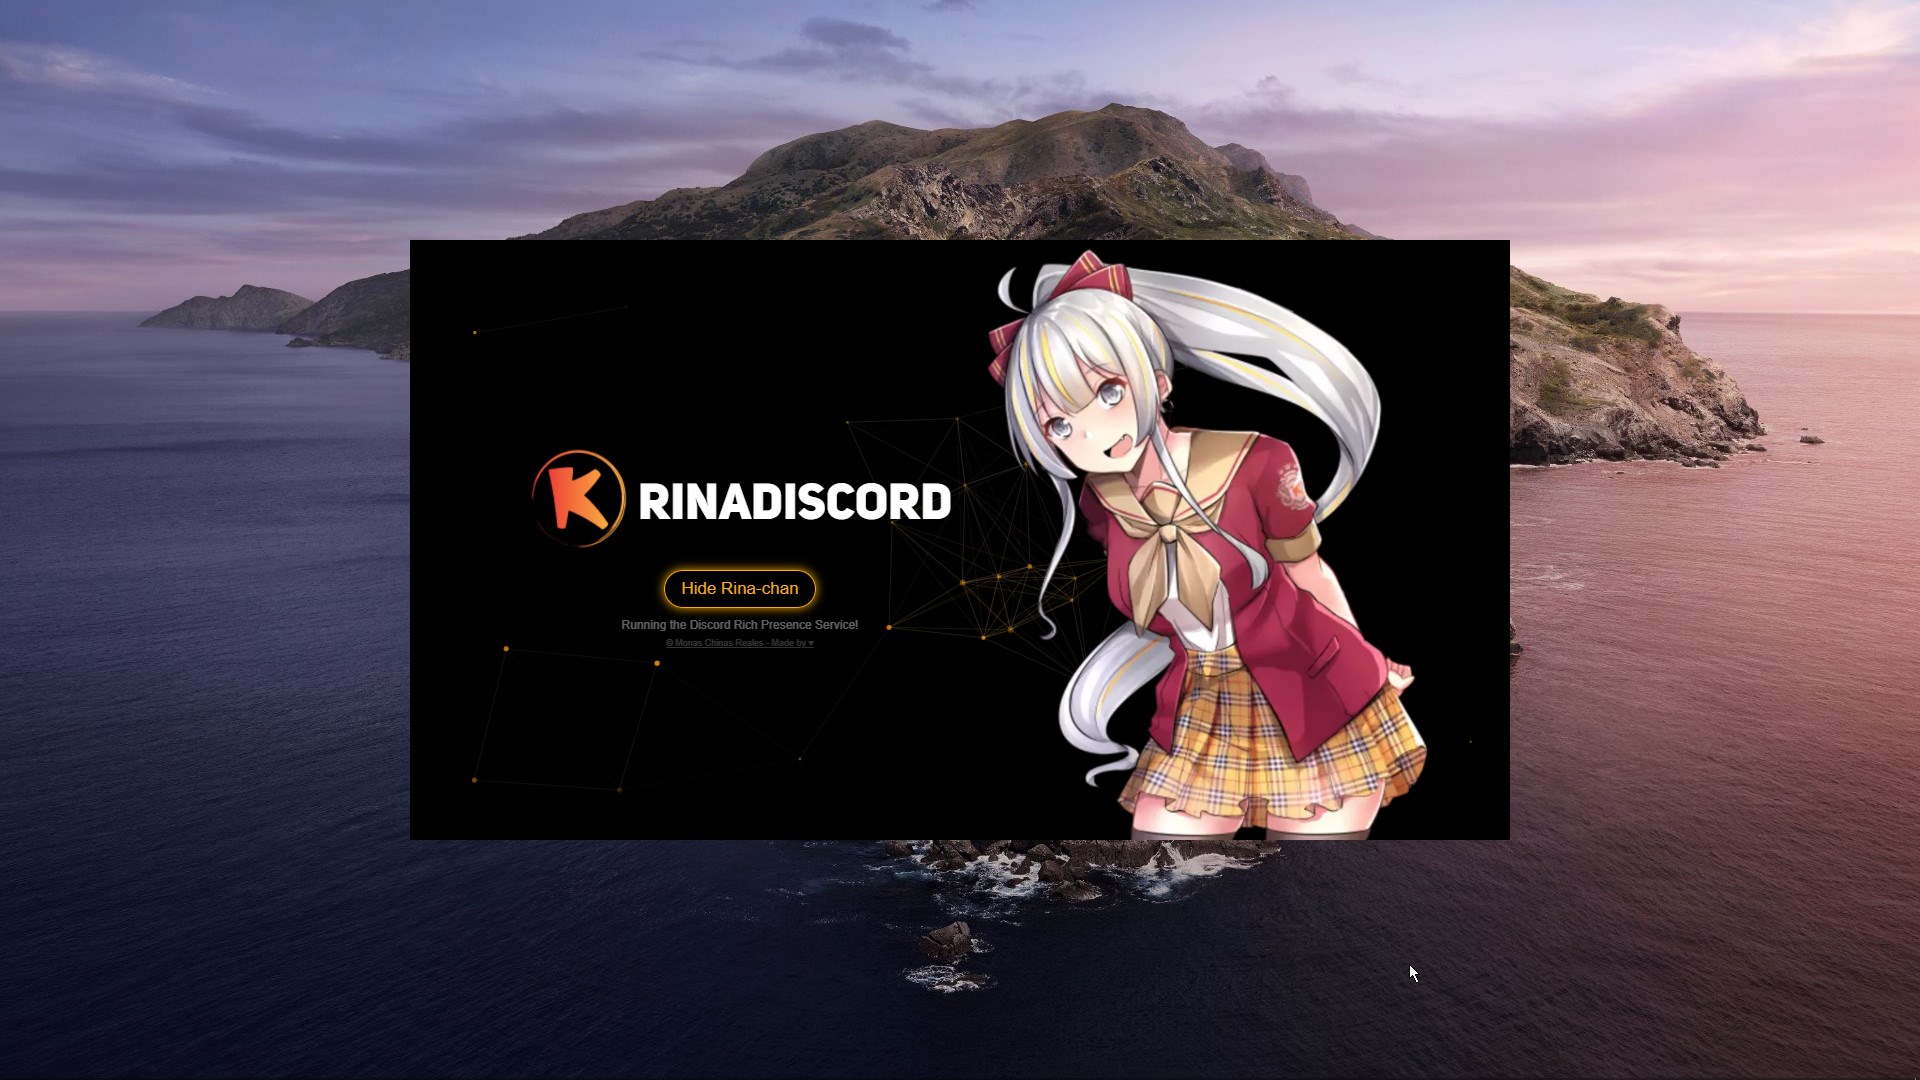 K RINADISCORD
Hide Rina-chan
Running the Discord Rich Presence Service!
© Monas Chinas Reales - Made by ♥